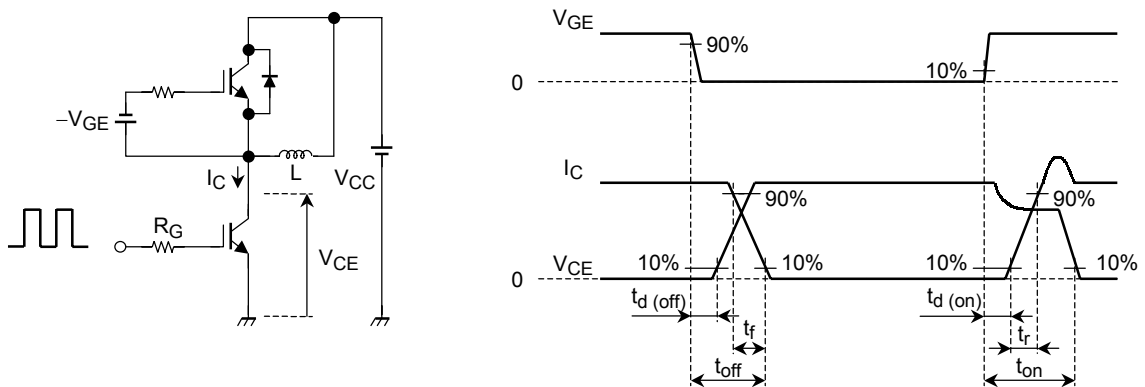 −VGE
IC
L
VCC
RG
VCE
VGE
90%
10%
0
IC
90%
90%
VCE
0
10%
10%
10%
10%
td (off)
tf
toff
td (on)
tr
ton